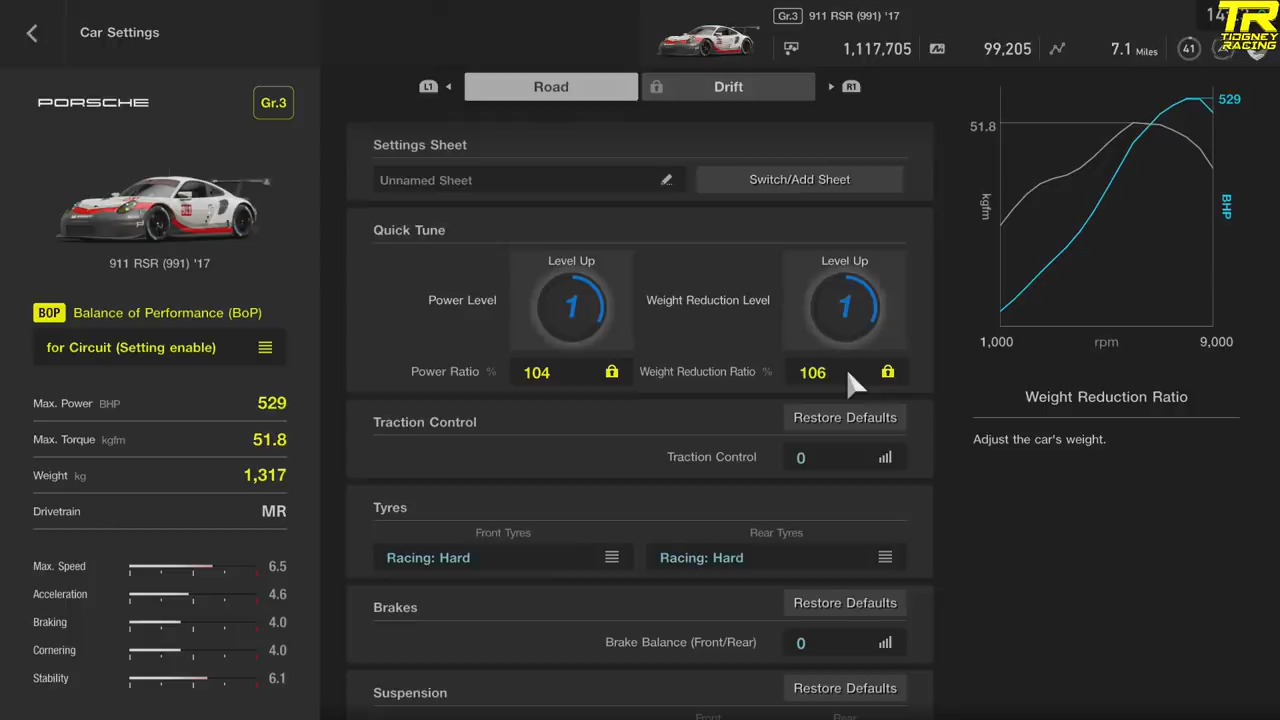 Car Settings
Gr.3 911 RSR (991) '17
1,117,705 99,205 7.1 Miles 41
TR
TIDGNEY
RACING
PORSCHE Gr.3
911 RSR (991) '17
BOP Balance of Performance (BoP)
for Circuit (Setting enable)
Max. Power BHP 529
Max. Torque kgfm 51.8
Weight kg 1,317
Drivetrain MR
Max. Speed 6.5
Acceleration 4.6
Braking 4.0
Cornering 4.0
Stability 6.1
L1 Road Drift R1
Settings Sheet
Unnamed Sheet Switch/Add Sheet
Quick Tune
Level Up Level Up
Power Level 1 Weight Reduction Level 1
Power Ratio % 104 Weight Reduction Ratio % 106
Traction Control Restore Defaults
Traction Control 0
Tyres
Front Tyres Rear Tyres
Racing: Hard Racing: Hard
Brakes Restore Defaults
Brake Balance (Front/Rear) 0
Suspension Restore Defaults
Front Rear
529
51.8
kgfm BHP
1,000 rpm 9,000
Weight Reduction Ratio
Adjust the car's weight.